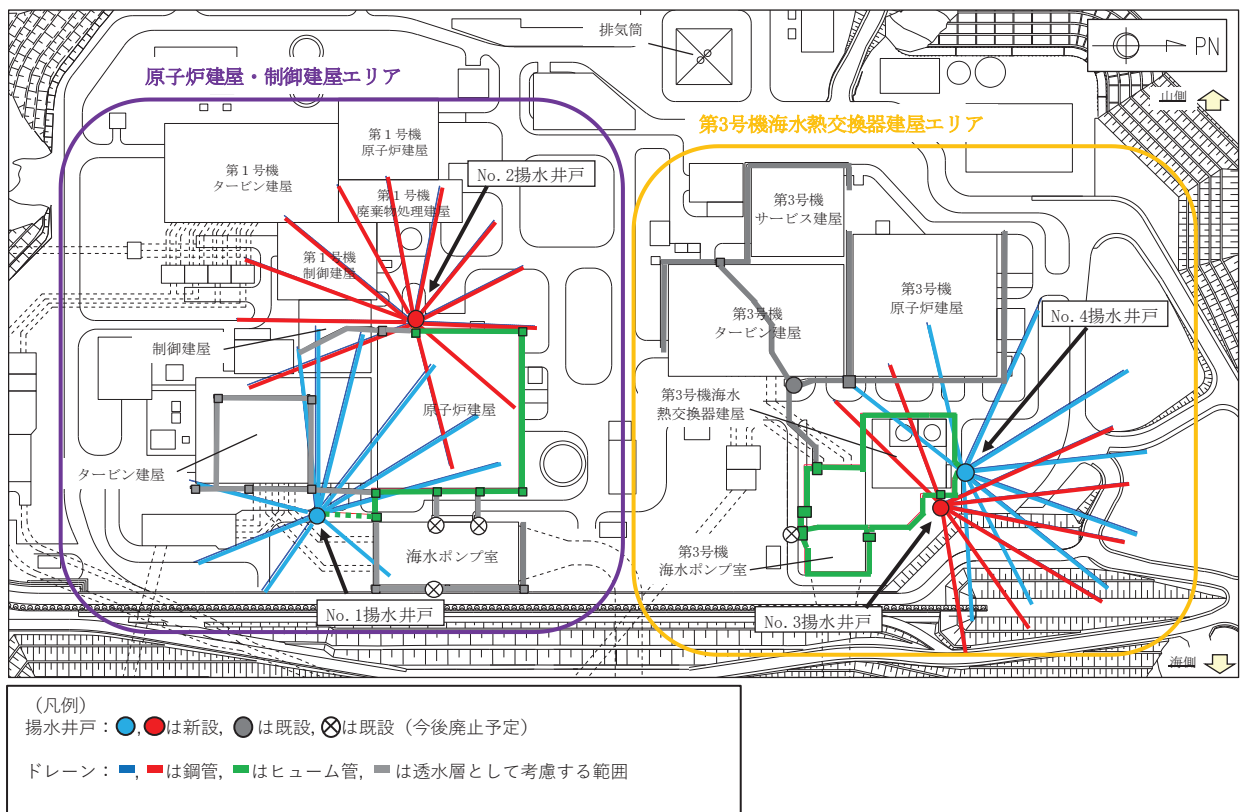 排気筒
PN
原子炉建屋・制御建屋エリア
山側
第3号機海水熱交換器建屋エリア
第１号機
原子炉建屋
第１号機
タービン建屋
No.2揚水井戸
第１号機
廃棄物処理建屋
第3号機
サービス建屋
第１号機
制御建屋
第3号機
原子炉建屋
第3号機
タービン建屋
No.4揚水井戸
制御建屋
第3号機海水
熱交換器建屋
原子炉建屋
タービン建屋
海水ポンプ室
第3号機
海水ポンプ室
No.1揚水井戸
No.3揚水井戸
海側
（凡例）
揚水井戸：●,●は新設，●は既設，⊗は既設（今後廃止予定）
ドレーン：■，■は鋼管，■はヒューム管，■は透水層として考慮する範囲